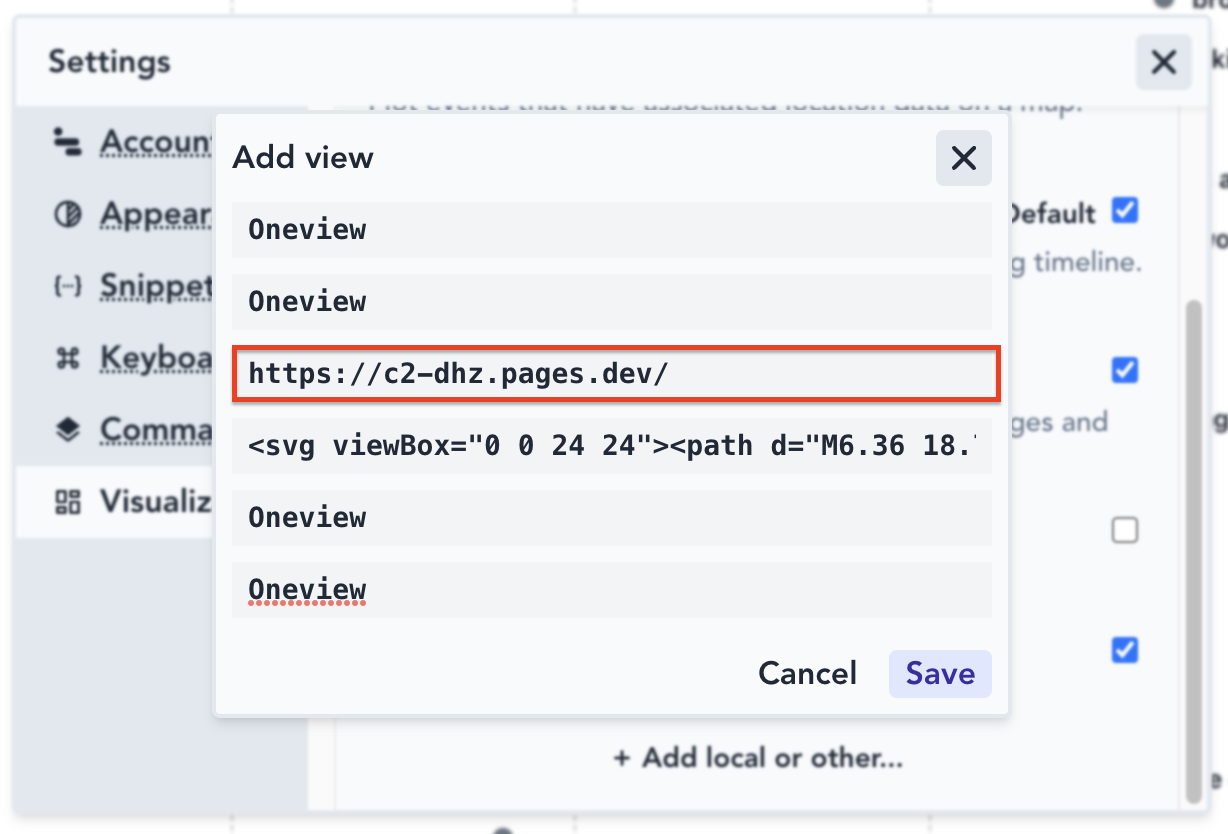 Settings
Plot events that have associated location data on a map.
Account
Add view
Appear
Default
Oneview
g timeline.
Snippet
Oneview
Keyboa
https://c2-dhz.pages.dev/
ges and
Comma
<svg viewBox="0 0 24 24"><path d="M6.36 18.
Visualiz
Oneview
Oneview
Cancel
Save
+ Add local or other...